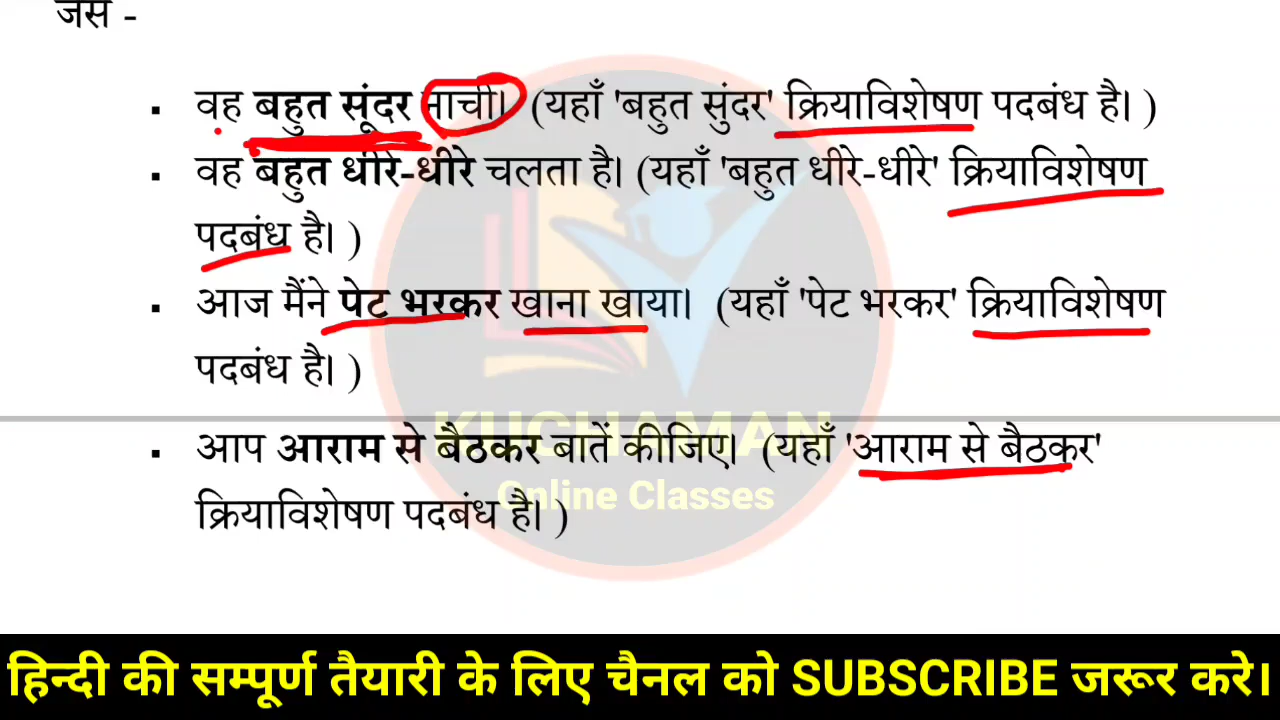 जैसे -
वह बहुत सूंदर नाची। (यहाँ 'बहुत सुंदर' क्रियाविशेषण पदबंध है। )
वह बहुत धीरे-धीरे चलता है। (यहाँ 'बहुत धीरे-धीरे' क्रियाविशेषण
पदबंध है। )
आज मैंने पेट भरकर खाना खाया। (यहाँ 'पेट भरकर' क्रियाविशेषण
पदबंध है। )
KUCHAMAN
आप आराम से बैठकर बातें कीजिए। (यहाँ 'आराम से बैठकर'
Online Classes
क्रियाविशेषण पदबंध है। )
हिन्दी की सम्पूर्ण तैयारी के लिए चैनल को SUBSCRIBE जरूर करे।